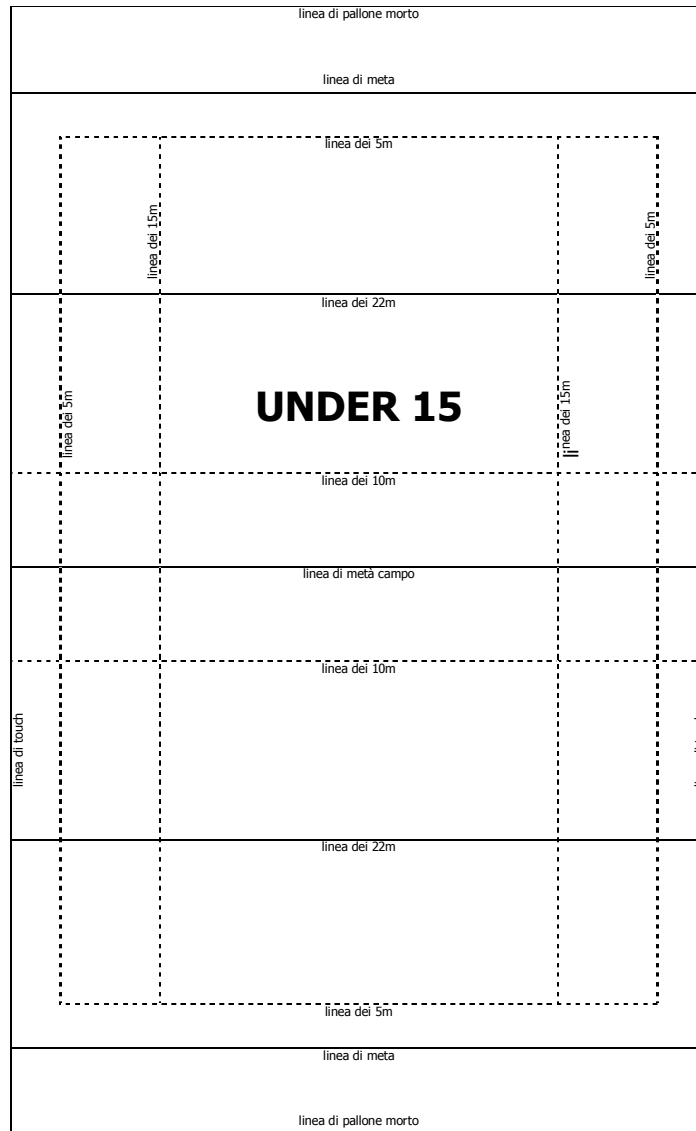 linea di pallone morto
linea di meta
linea dei 5m
linea dei 15m
linea dei 5m
linea dei 22m
UNDER 15
linea dei 5m
linea dei 15m
linea dei 10m
linea di metà campo
linea dei 10m
linea di touch
linea dei 22m
linea dei 5m
linea di meta
linea di pallone morto